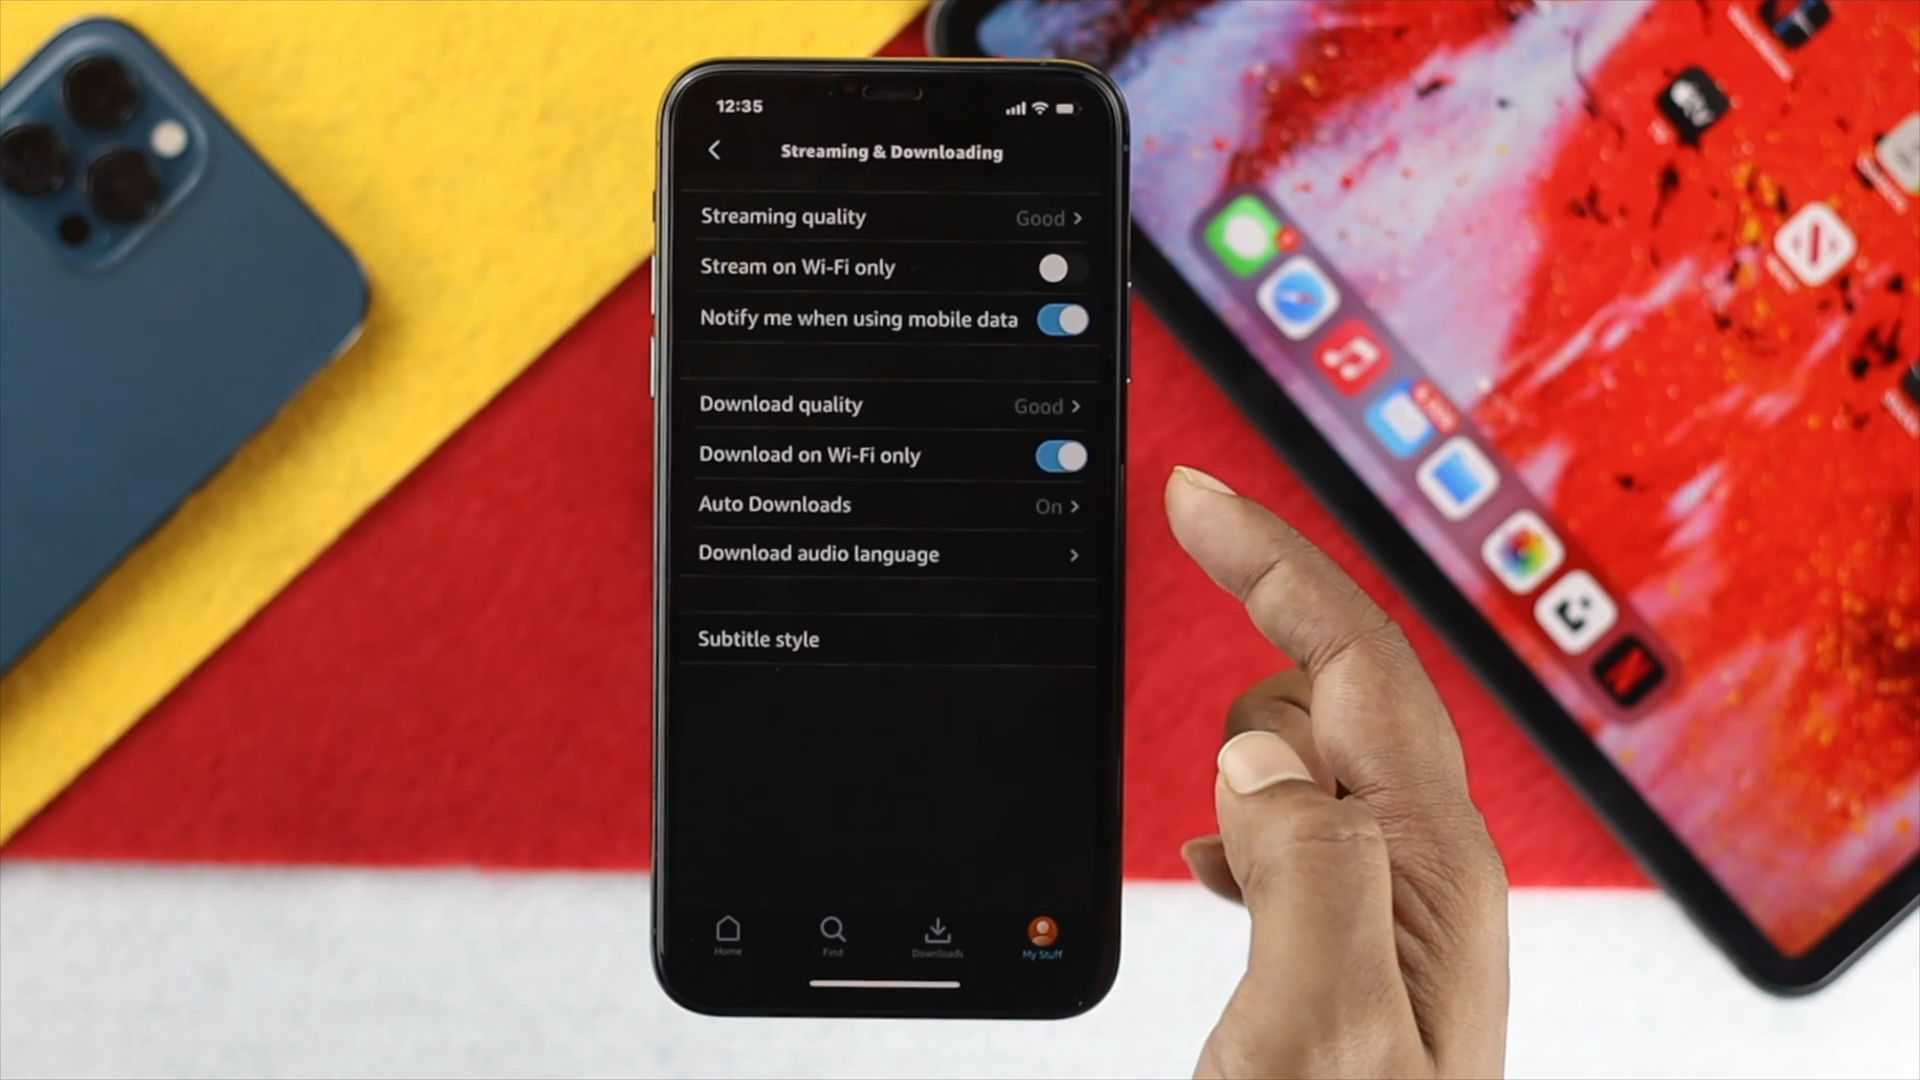 12:35
Streaming & Downloading
Streaming quality Good
Stream on Wi-Fi only
Notify me when using mobile data
Download quality Good
Download on Wi-Fi only
Auto Downloads On
Download audio language
Subtitle style
Home Find Downloads My Stuff